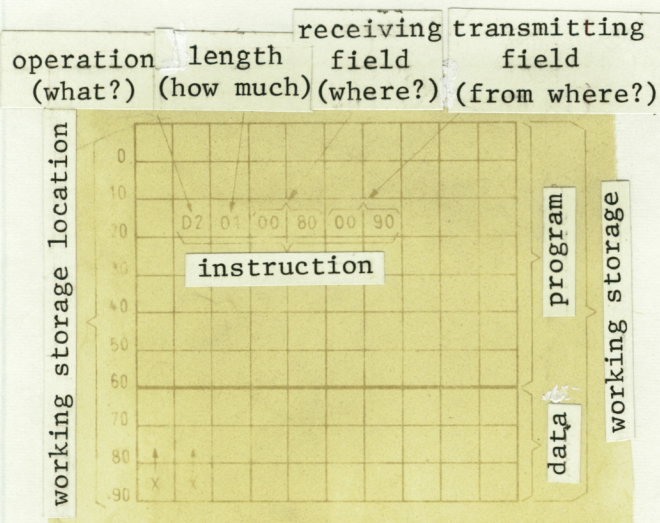 receiving transmitting
operation length field field
(what?) (how much) (where?) (from where?)
working storage location
0
10
D2 01 00 80 00 90
20
instruction
30
40
50
60
70
80
x x
90
program
data
working storage